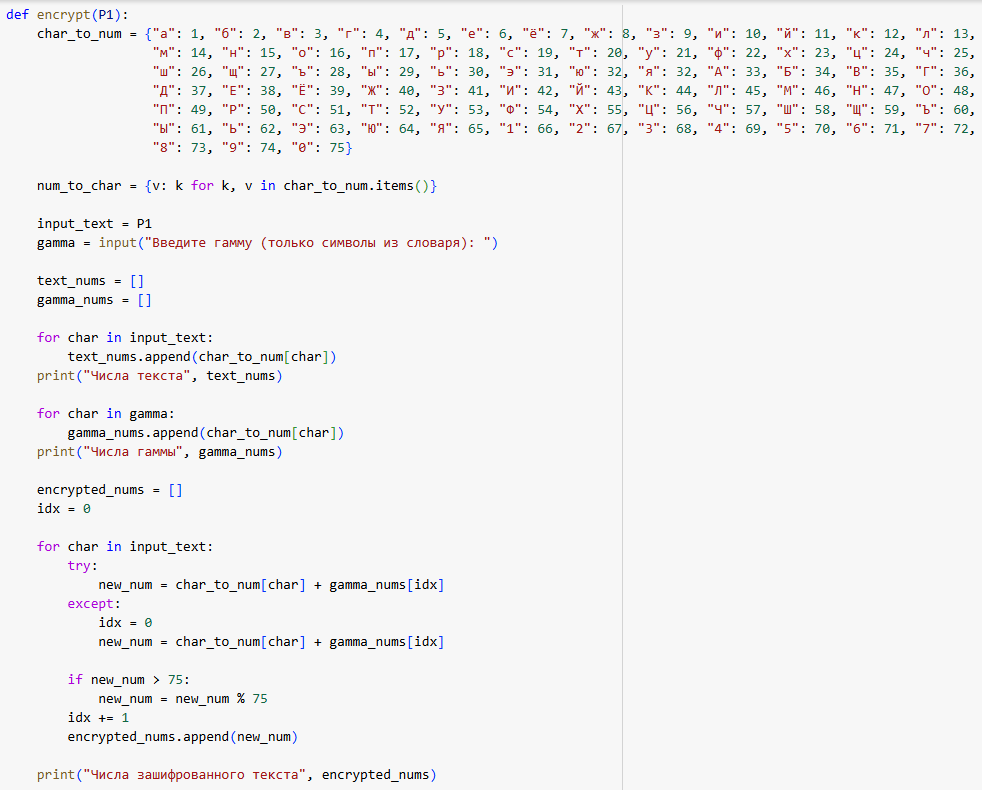 def encrypt(P1):
    char_to_num = {"а": 1, "б": 2, "в": 3, "г": 4, "д": 5, "е": 6, "ё": 7, "ж": 8, "з": 9, "и": 10, "й": 11, "к": 12, "л": 13,
                   "м": 14, "н": 15, "о": 16, "п": 17, "р": 18, "с": 19, "т": 20, "у": 21, "ф": 22, "х": 23, "ц": 24, "ч": 25,
                   "ш": 26, "щ": 27, "ъ": 28, "ы": 29, "ь": 30, "э": 31, "ю": 32, "я": 32, "А": 33, "Б": 34, "В": 35, "Г": 36,
                   "Д": 37, "Е": 38, "Ё": 39, "Ж": 40, "З": 41, "И": 42, "Й": 43, "К": 44, "Л": 45, "М": 46, "Н": 47, "О": 48,
                   "П": 49, "Р": 50, "С": 51, "Т": 52, "У": 53, "Ф": 54, "Х": 55, "Ц": 56, "Ч": 57, "Ш": 58, "Щ": 59, "Ъ": 60,
                   "Ы": 61, "Ь": 62, "Э": 63, "Ю": 64, "Я": 65, "1": 66, "2": 67, "3": 68, "4": 69, "5": 70, "6": 71, "7": 72,
                   "8": 73, "9": 74, "0": 75}
    num_to_char = {v: k for k, v in char_to_num.items()}
    input_text = P1
    gamma = input("Введите гамму (только символы из словаря): ")
    text_nums = []
    gamma_nums = []
    for char in input_text:
        text_nums.append(char_to_num[char])
    print("Числа текста", text_nums)
    for char in gamma:
        gamma_nums.append(char_to_num[char])
    print("Числа гаммы", gamma_nums)
    encrypted_nums = []
    idx = 0
    for char in input_text:
        try:
            new_num = char_to_num[char] + gamma_nums[idx]
        except:
            idx = 0
            new_num = char_to_num[char] + gamma_nums[idx]
        if new_num > 75:
            new_num = new_num % 75
        idx += 1
        encrypted_nums.append(new_num)
    print("Числа зашифрованного текста", encrypted_nums)